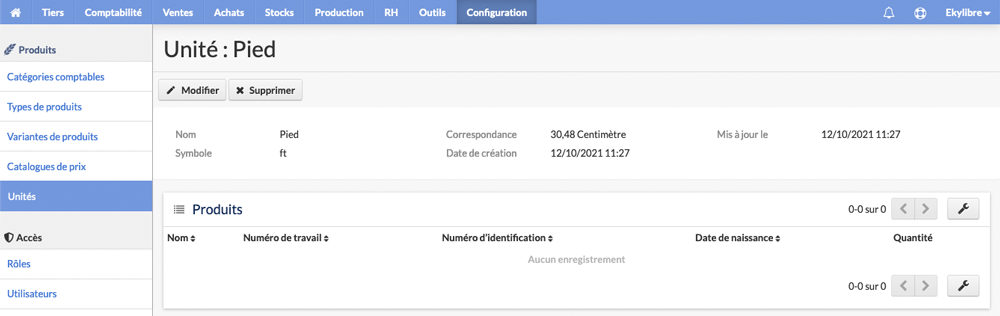 Tiers Comptabilité Ventes Achats Stocks Production RH Outils Configuration Ekylibre
Produits
Catégories comptables
Types de produits
Variantes de produits
Catalogues de prix
Unités
Accès
Rôles
Utilisateurs
Unité : Pied
Modifier Supprimer
Nom Pied Correspondance 30,48 Centimètre Mis à jour le 12/10/2021 11:27
Symbole ft Date de création 12/10/2021 11:27
Produits 0-0 sur 0
Nom Numéro de travail Numéro d'identification Date de naissance Quantité
Aucun enregistrement
0-0 sur 0